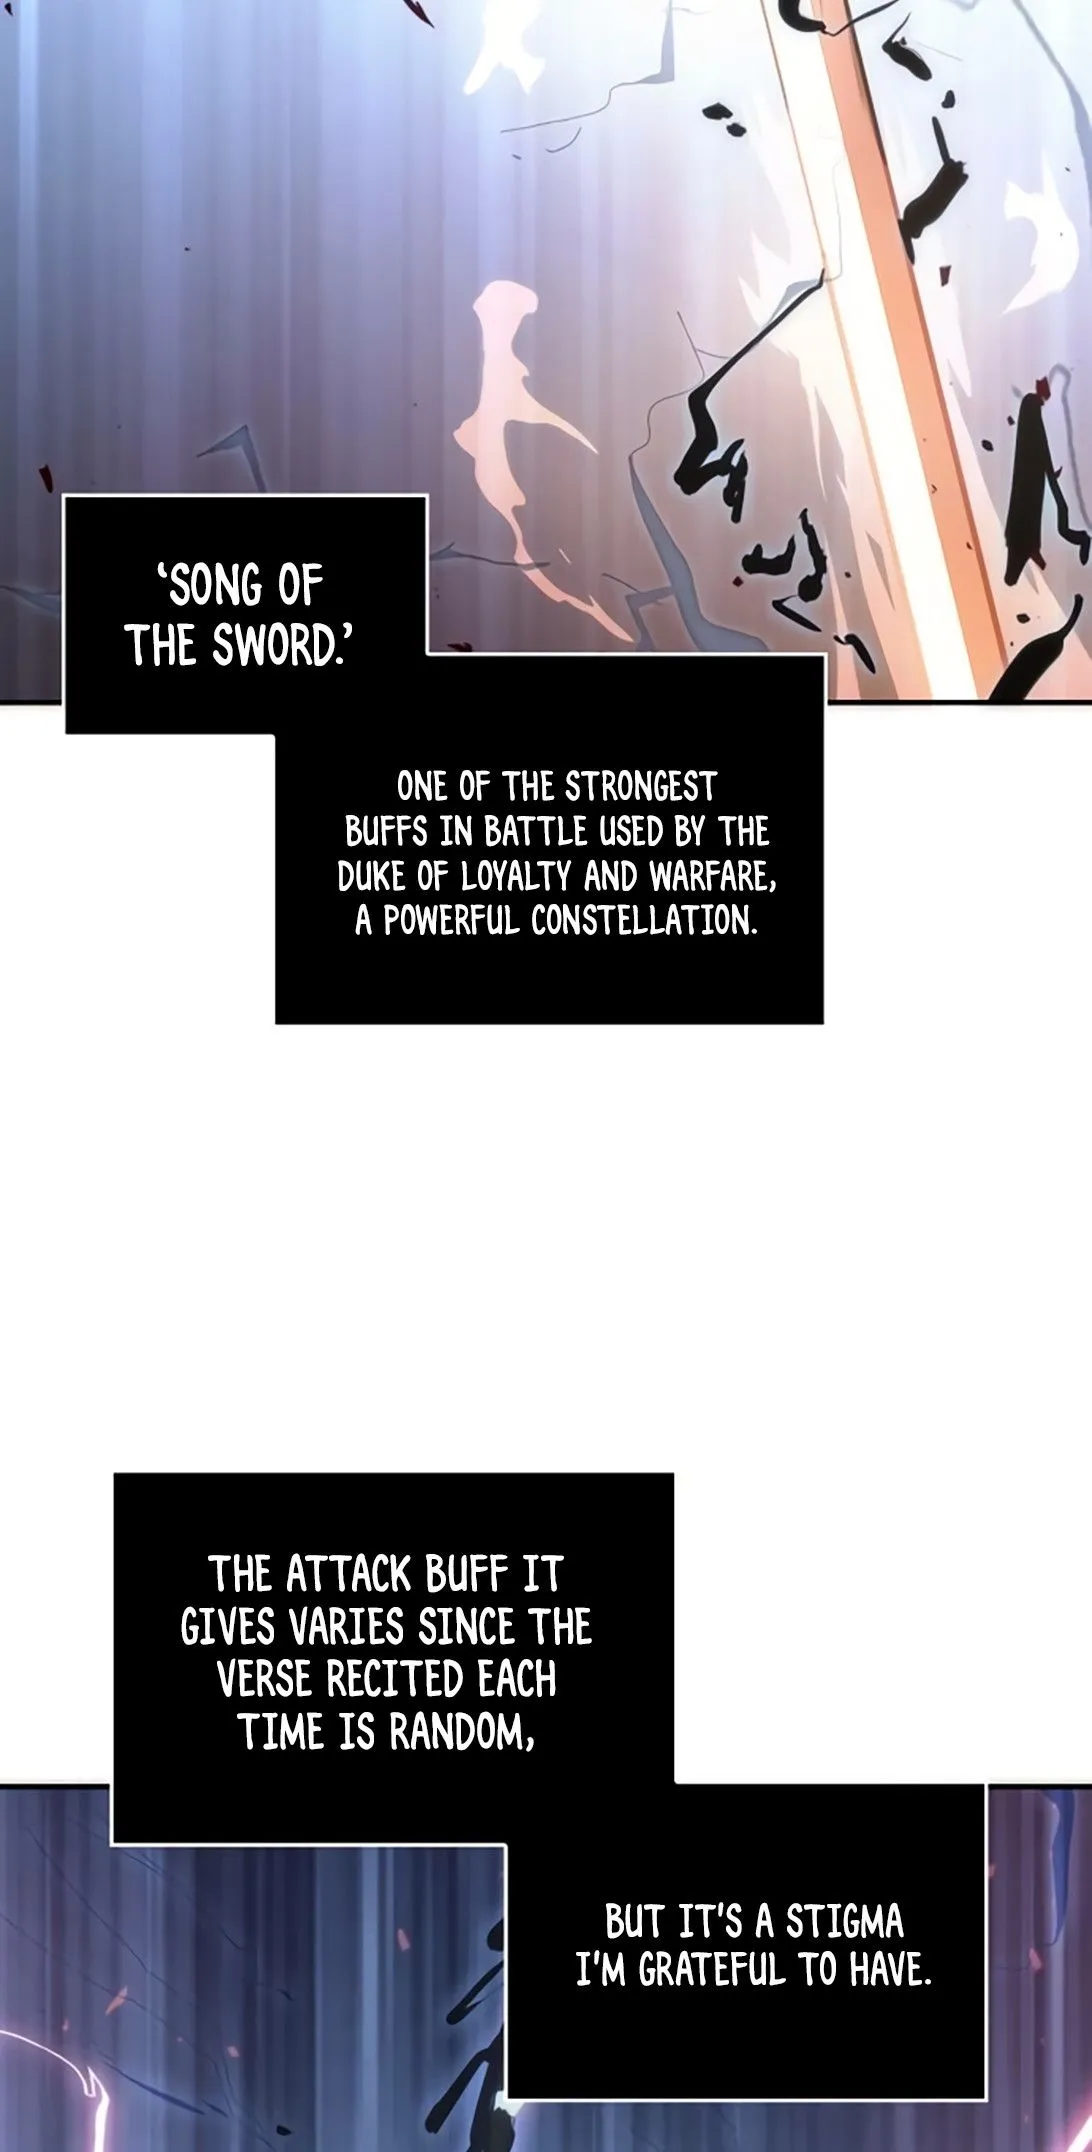 ‘SONG OF
THE SWORD.’
ONE OF THE STRONGEST
BUFFS IN BATTLE USED BY THE
DUKE OF LOYALTY AND WARFARE,
A POWERFUL CONSTELLATION.
THE ATTACK BUFF IT
GIVES VARIES SINCE THE
VERSE RECITED EACH
TIME IS RANDOM,
BUT IT'S A STIGMA
I'M GRATEFUL TO HAVE.